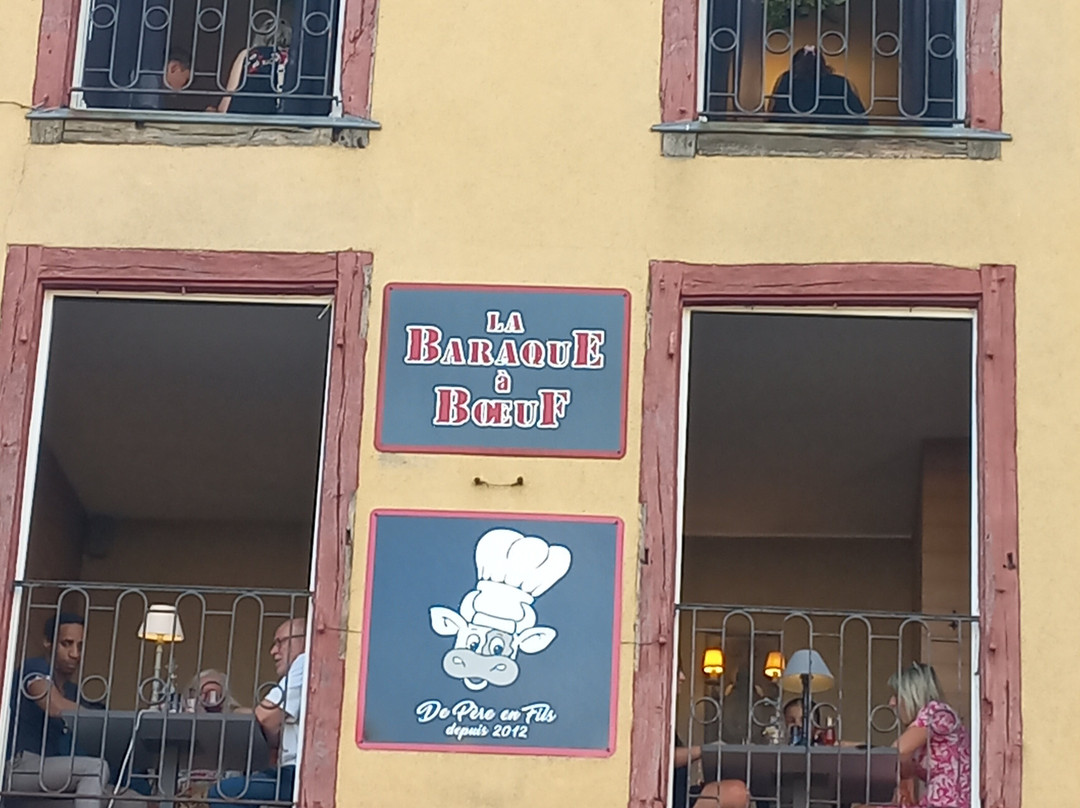 LA
BARAQUE
à
BŒUF
De Père en Fils
depuis 2012